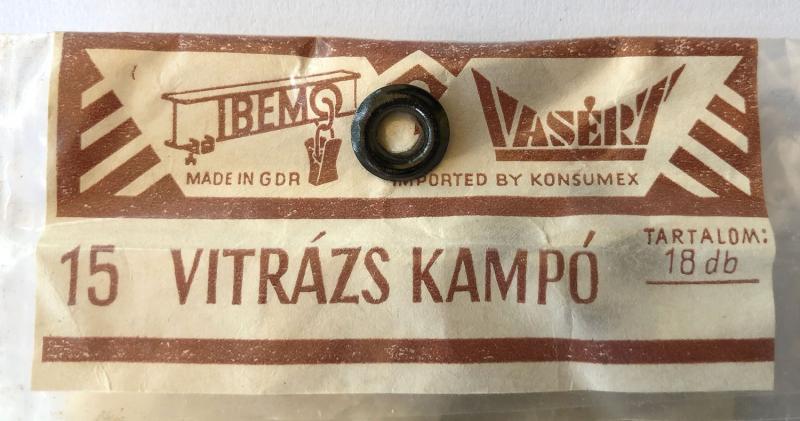 IBEMO
VASÉRT
MADE IN GDR
IMPORTED BY KONSUMEX
15 VITRÁZS KAMPÓ
TARTALOM:
18 db